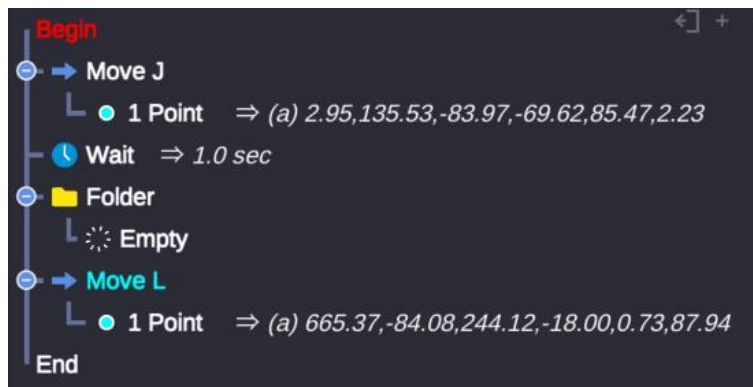 Begin
Move J
1 Point ⇒ (a) 2.95,135.53,-83.97,-69.62,85.47,2.23
Wait ⇒ 1.0 sec
Folder
Empty
Move L
1 Point ⇒ (a) 665.37,-84.08,244.12,-18.00,0.73,87.94
End